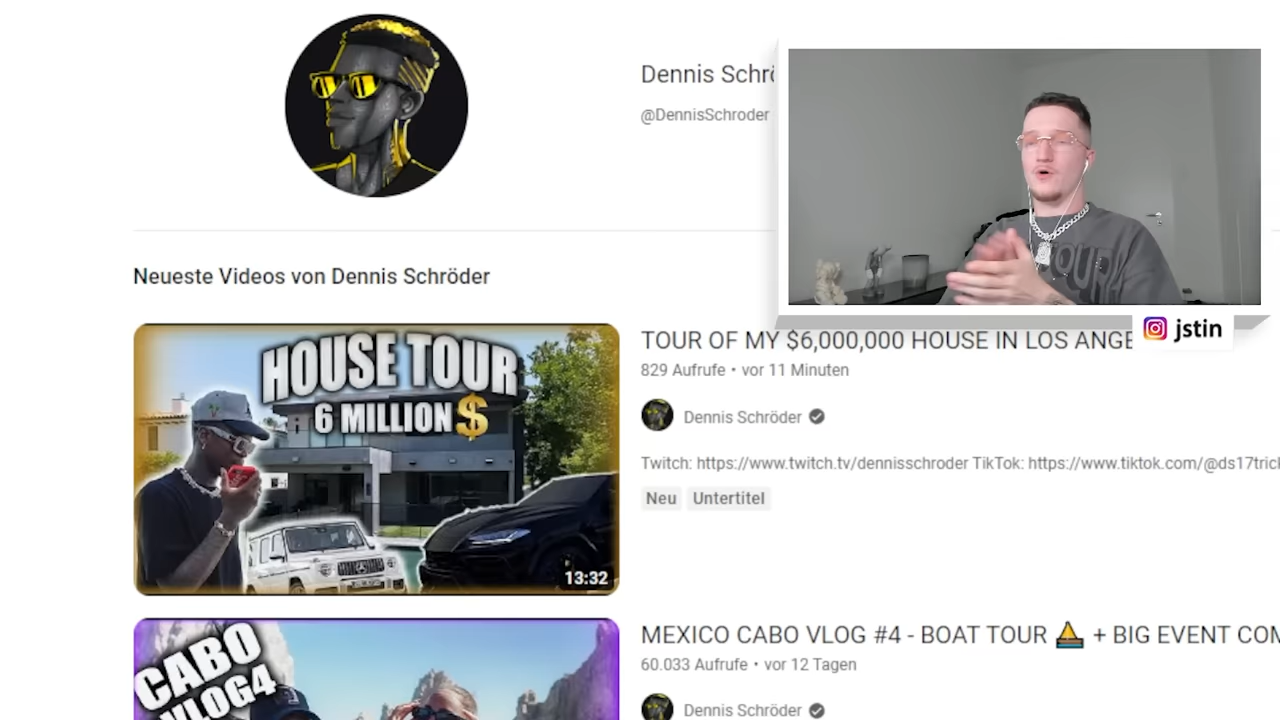 Dennis Schrö
@DennisSchroder
Neueste Videos von Dennis Schröder
HOUSE TOUR
6 MILLION $
13:32
TOUR OF MY $6,000,000 HOUSE IN LOS ANGE
jstin
829 Aufrufe • vor 11 Minuten
Dennis Schröder
Twitch: https://www.twitch.tv/dennisschroder TikTok: https://www.tiktok.com/@ds17tric
Neu Untertitel
CABO
VLOG4
MEXICO CABO VLOG #4 - BOAT TOUR ⛵ + BIG EVENT COM
60.033 Aufrufe • vor 12 Tagen
Dennis Schröder